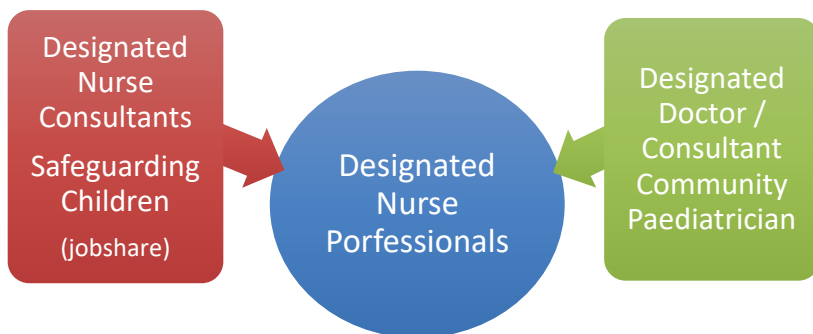 Designated
Nurse
Consultants
Safeguarding
Children
(jobshare)
Designated
Nurse
Porfessionals
Designated
Doctor /
Consultant
Community
Paediatrician